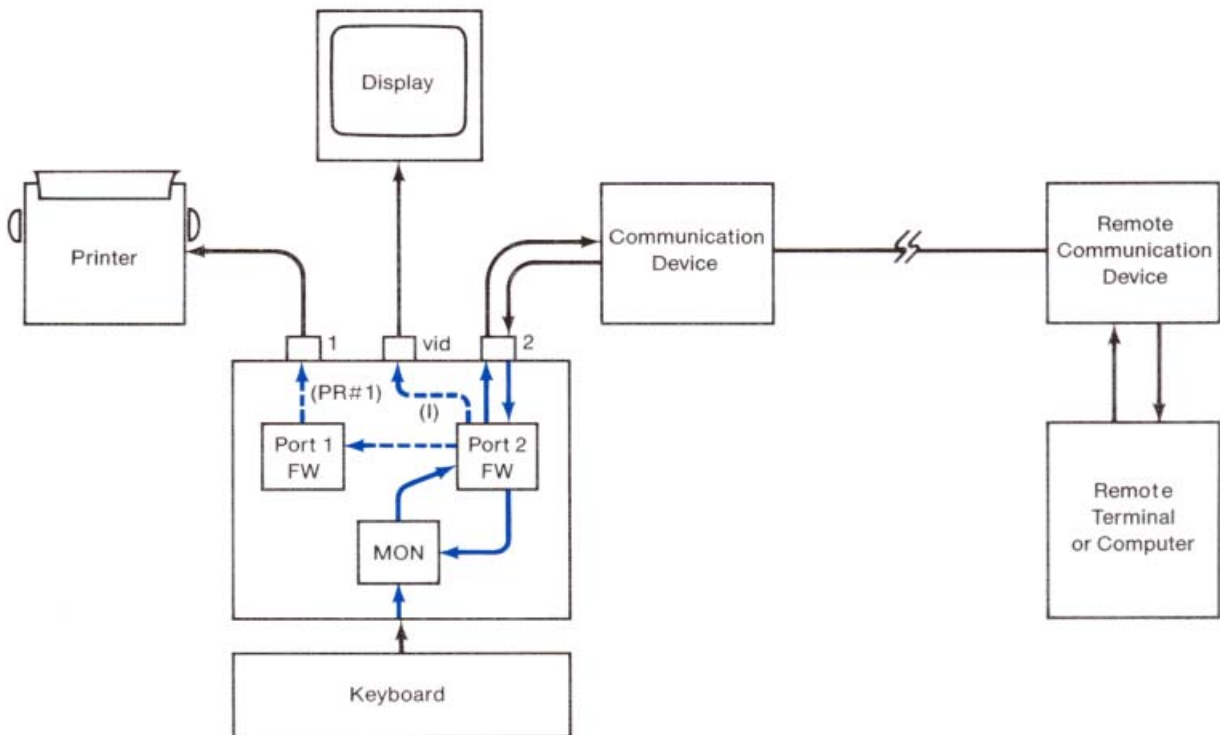 Display
Printer
Communication
Device
Remote
Communication
Device
1
vid
2
(PR#1)
(I)
Port 1
FW
Port 2
FW
MON
Remote
Terminal
or Computer
Keyboard